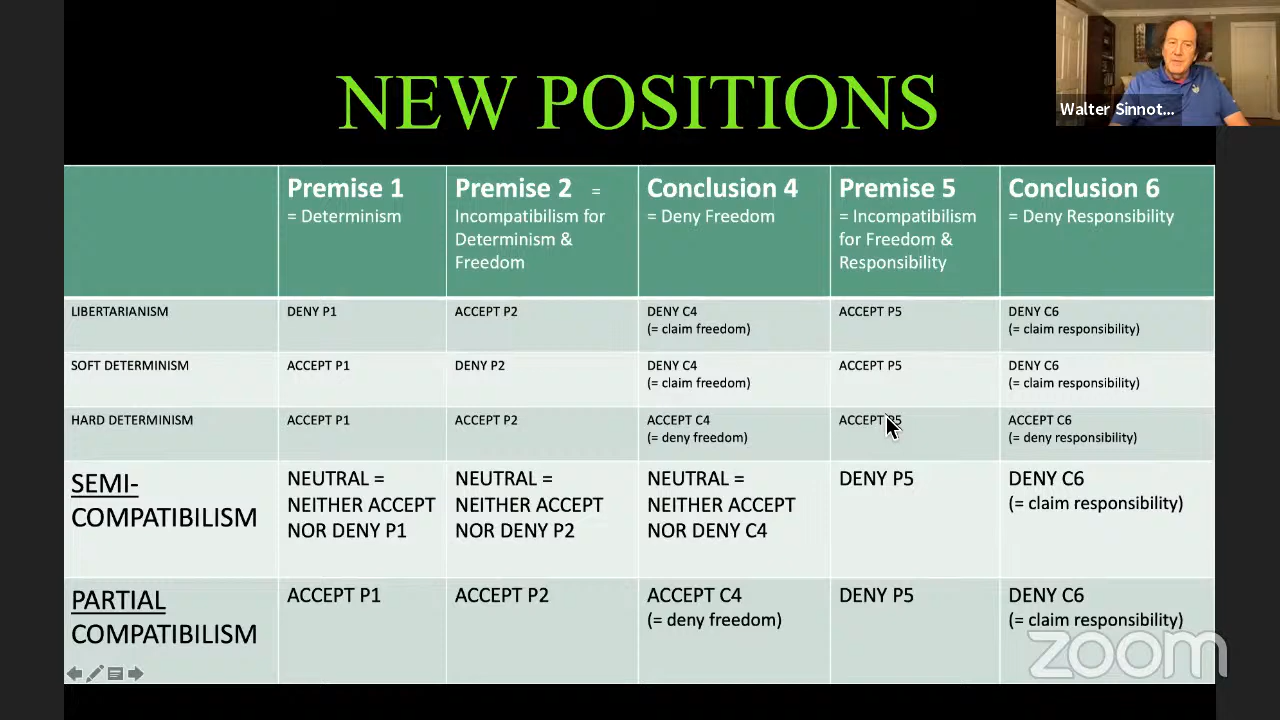 NEW POSITIONS
Walter Sinnot...
Premise 1
= Determinism
Premise 2 =
Incompatibilism for
Determinism &
Freedom
Conclusion 4
= Deny Freedom
Premise 5
= Incompatibilism
for Freedom &
Responsibility
Conclusion 6
= Deny Responsibility
LIBERTARIANISM
DENY P1
ACCEPT P2
DENY C4
(= claim freedom)
ACCEPT P5
DENY C6
(= claim responsibility)
SOFT DETERMINISM
ACCEPT P1
DENY P2
DENY C4
(= claim freedom)
ACCEPT P5
DENY C6
(= claim responsibility)
HARD DETERMINISM
ACCEPT P1
ACCEPT P2
ACCEPT C4
(= deny freedom)
ACCEPT P5
ACCEPT C6
(= deny responsibility)
SEMI-
COMPATIBILISM
NEUTRAL =
NEITHER ACCEPT
NOR DENY P1
NEUTRAL =
NEITHER ACCEPT
NOR DENY P2
NEUTRAL =
NEITHER ACCEPT
NOR DENY C4
DENY P5
DENY C6
(= claim responsibility)
PARTIAL
COMPATIBILISM
ACCEPT P1
ACCEPT P2
ACCEPT C4
(= deny freedom)
DENY P5
DENY C6
(= claim responsibility)
zoom